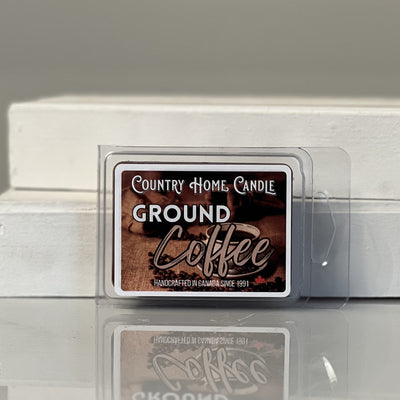 COUNTRY HOME CANDLE
GROUND
Coffee
HANDCRAFTED IN CANADA SINCE 1991